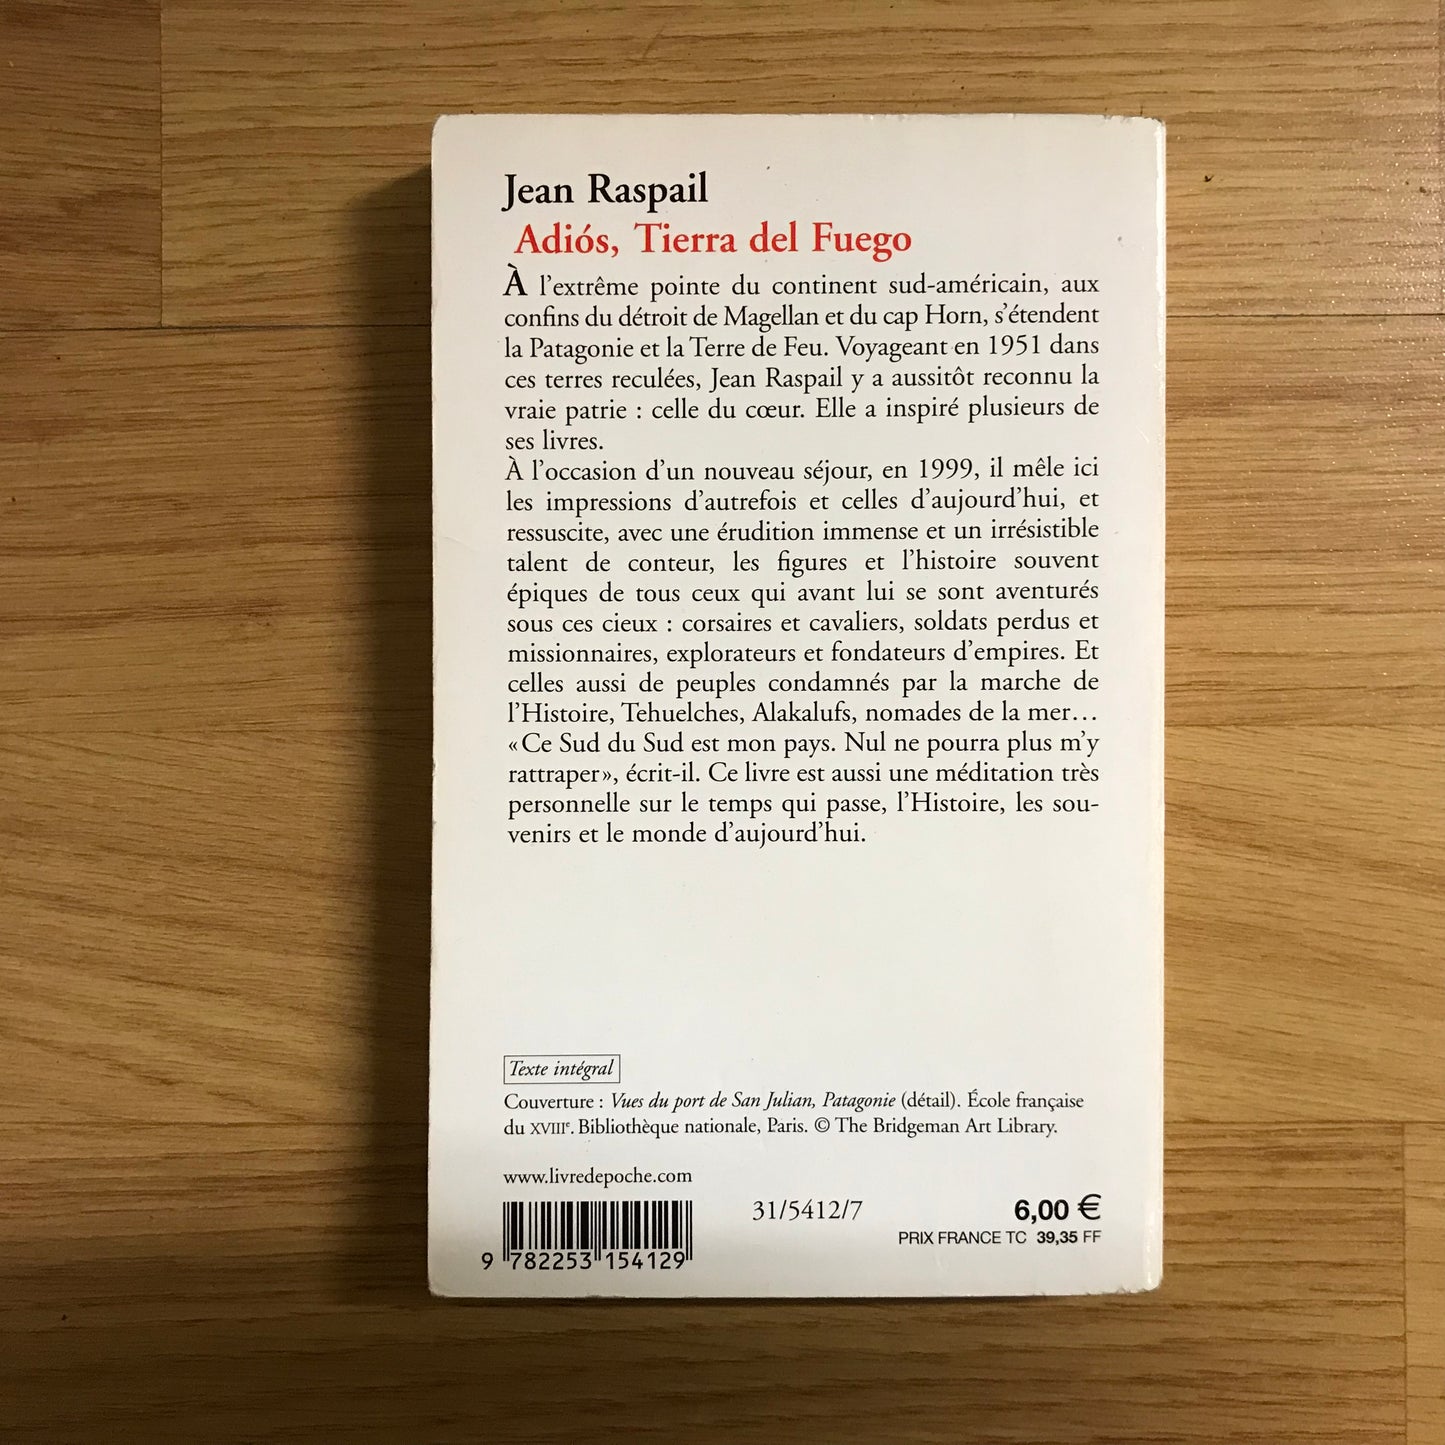 Jean Raspail
Adiós, Tierra del Fuego
À l’extrême pointe du continent sud-américain, aux
confins du détroit de Magellan et du cap Horn, s’étendent
la Patagonie et la Terre de Feu. Voyageant en 1951 dans
ces terres reculées, Jean Raspail y a aussitôt reconnu la
vraie patrie : celle du cœur. Elle a inspiré plusieurs de
ses livres.
À l’occasion d’un nouveau séjour, en 1999, il mêle ici
les impressions d’autrefois et celles d’aujourd’hui, et
ressuscite, avec une érudition immense et un irrésistible
talent de conteur, les figures et l’histoire souvent
épiques de tous ceux qui avant lui se sont aventurés
sous ces cieux : corsaires et cavaliers, soldats perdus et
missionnaires, explorateurs et fondateurs d’empires. Et
celles aussi de peuples condamnés par la marche de
l’Histoire, Tehuelches, Alakalufs, nomades de la mer…
« Ce Sud du Sud est mon pays. Nul ne pourra plus m’y
rattraper », écrit-il. Ce livre est aussi une méditation très
personnelle sur le temps qui passe, l’Histoire, les sou-
venirs et le monde d’aujourd’hui.
Texte intégral
Couverture : Vues du port de San Julian, Patagonie (détail). École française
du XVIIIe. Bibliothèque nationale, Paris. © The Bridgeman Art Library.
www.livredepoche.com
31/5412/7
6,00 €
PRIX FRANCE TC 39,35 FF
9 782253 154129